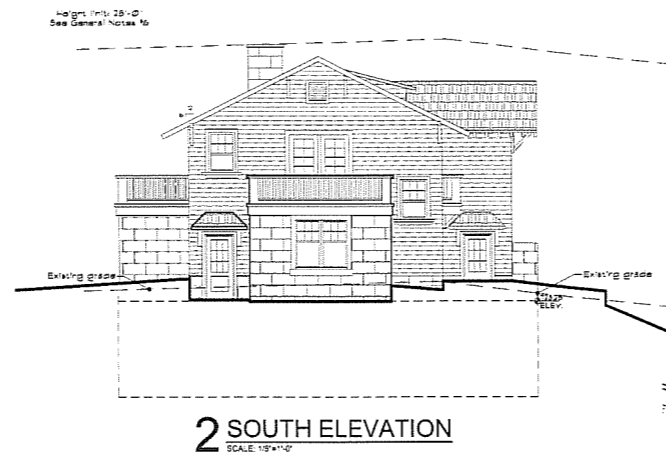 Height limit: 28'-0"
See General Notes #6
Existing grade
Existing grade
ELEV.
2 SOUTH ELEVATION
SCALE: 1/8"=1'-0"